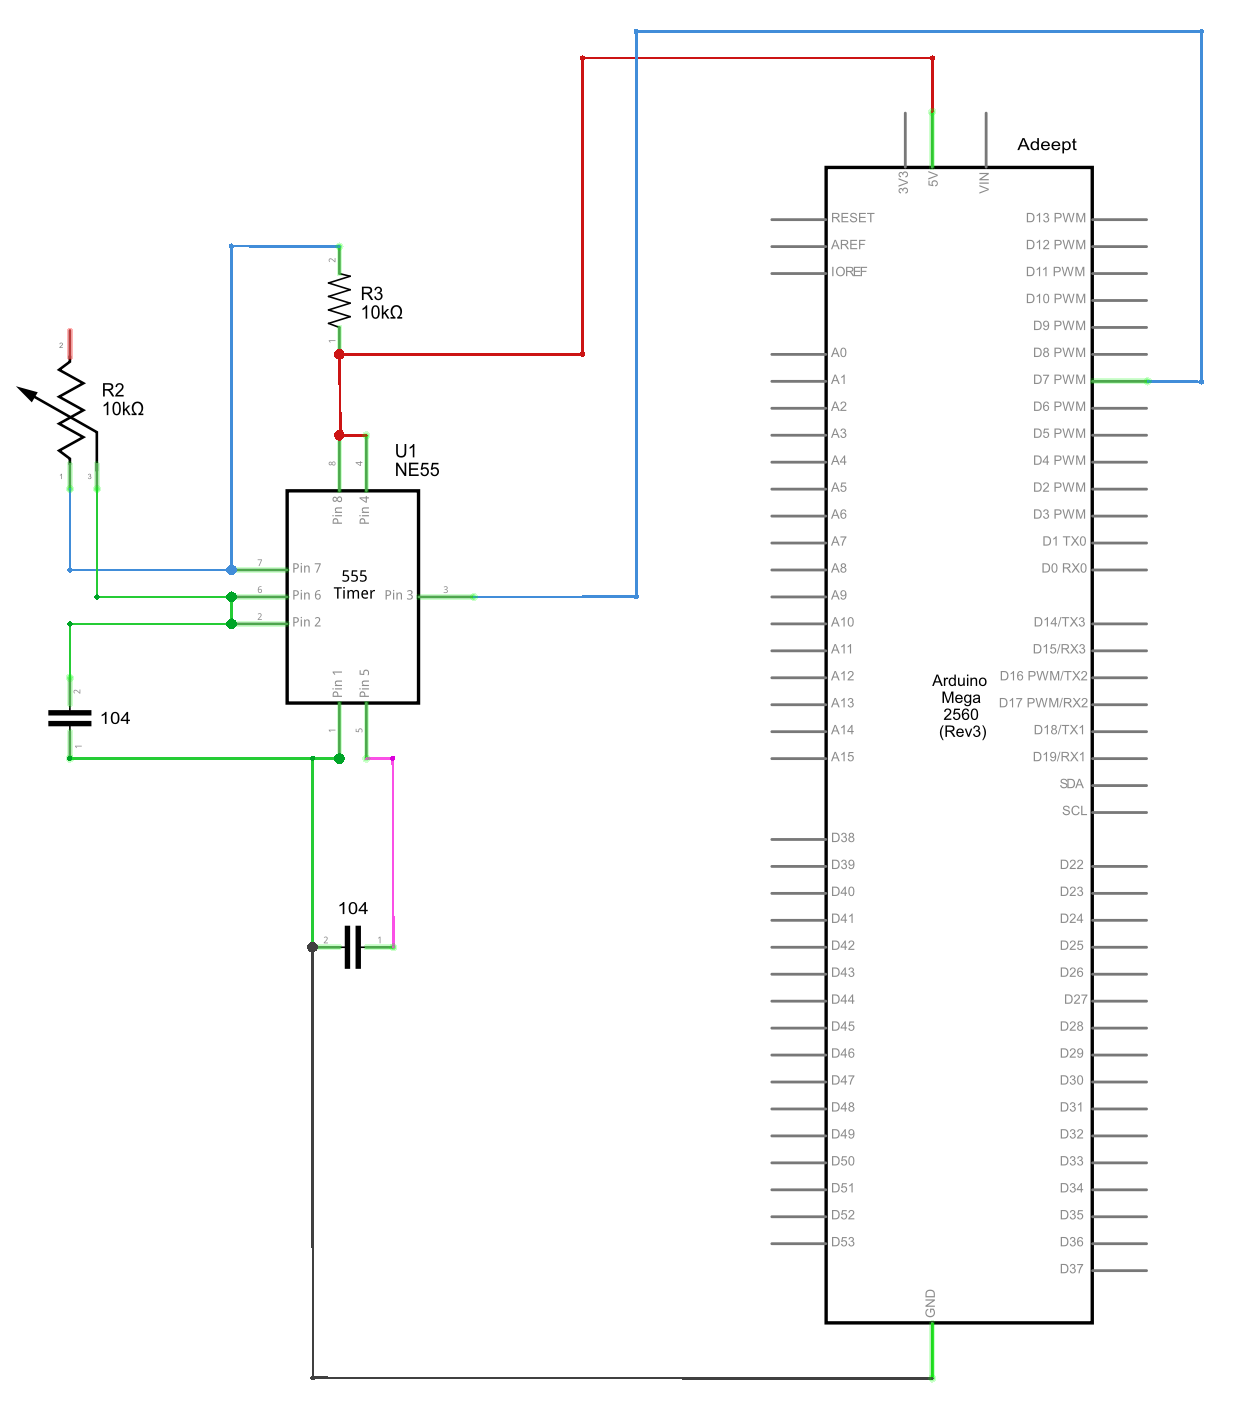 Adeept
3V3
5V
VIN
RESET
AREF
IOREF
A0
A1
A2
A3
A4
A5
A6
A7
A8
A9
A10
A11
A12
A13
A14
A15
D38
D39
D40
D41
D42
D43
D44
D45
D46
D47
D48
D49
D50
D51
D52
D53
D13 PWM
D12 PWM
D11 PWM
D10 PWM
D9 PWM
D8 PWM
D7 PWM
D6 PWM
D5 PWM
D4 PWM
D2 PWM
D3 PWM
D1 TX0
D0 RX0
D14/TX3
D15/RX3
D16 PWM/TX2
D17 PWM/RX2
D18/TX1
D19/RX1
SDA
SCL
D22
D23
D24
D25
D26
D27
D28
D29
D30
D31
D32
D33
D34
D35
D36
D37
Arduino
Mega
2560
(Rev3)
GND
2
R3
10kΩ
1
2
R2
10kΩ
1
3
U1
NE55
8
4
Pin 8
Pin 4
7
Pin 7
6
Pin 6
2
Pin 2
555
Timer
Pin 3
3
Pin 1
Pin 5
1
5
2
104
1
104
2
1